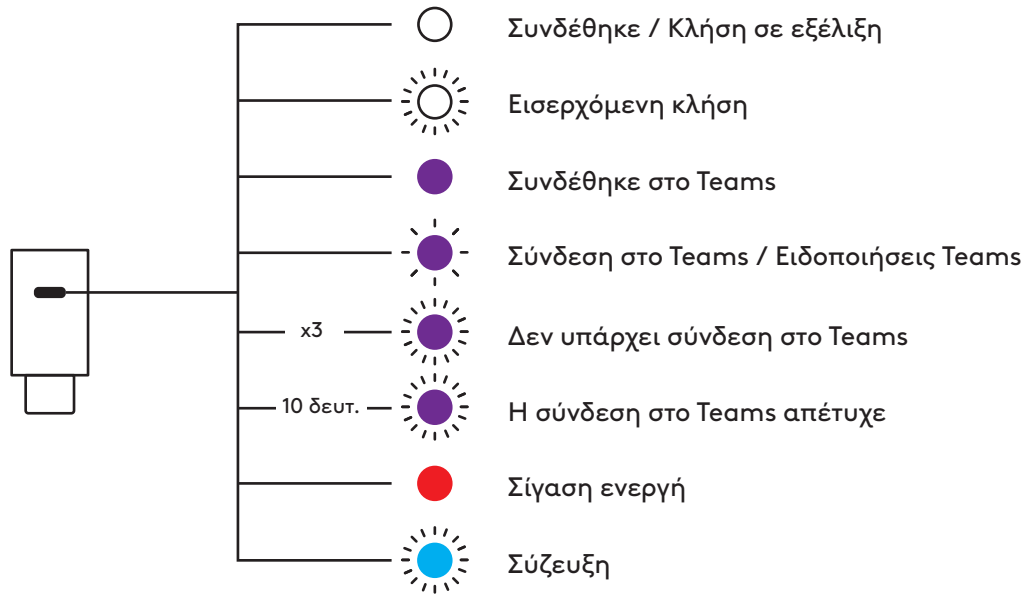 Συνδέθηκε / Κλήση σε εξέλιξη
Εισερχόμενη κλήση
Συνδέθηκε στο Teams
Σύνδεση στο Teams / Ειδοποιήσεις Teams
x3 Δεν υπάρχει σύνδεση στο Teams
10 δευτ. Η σύνδεση στο Teams απέτυχε
Σίγαση ενεργή
Σύζευξη